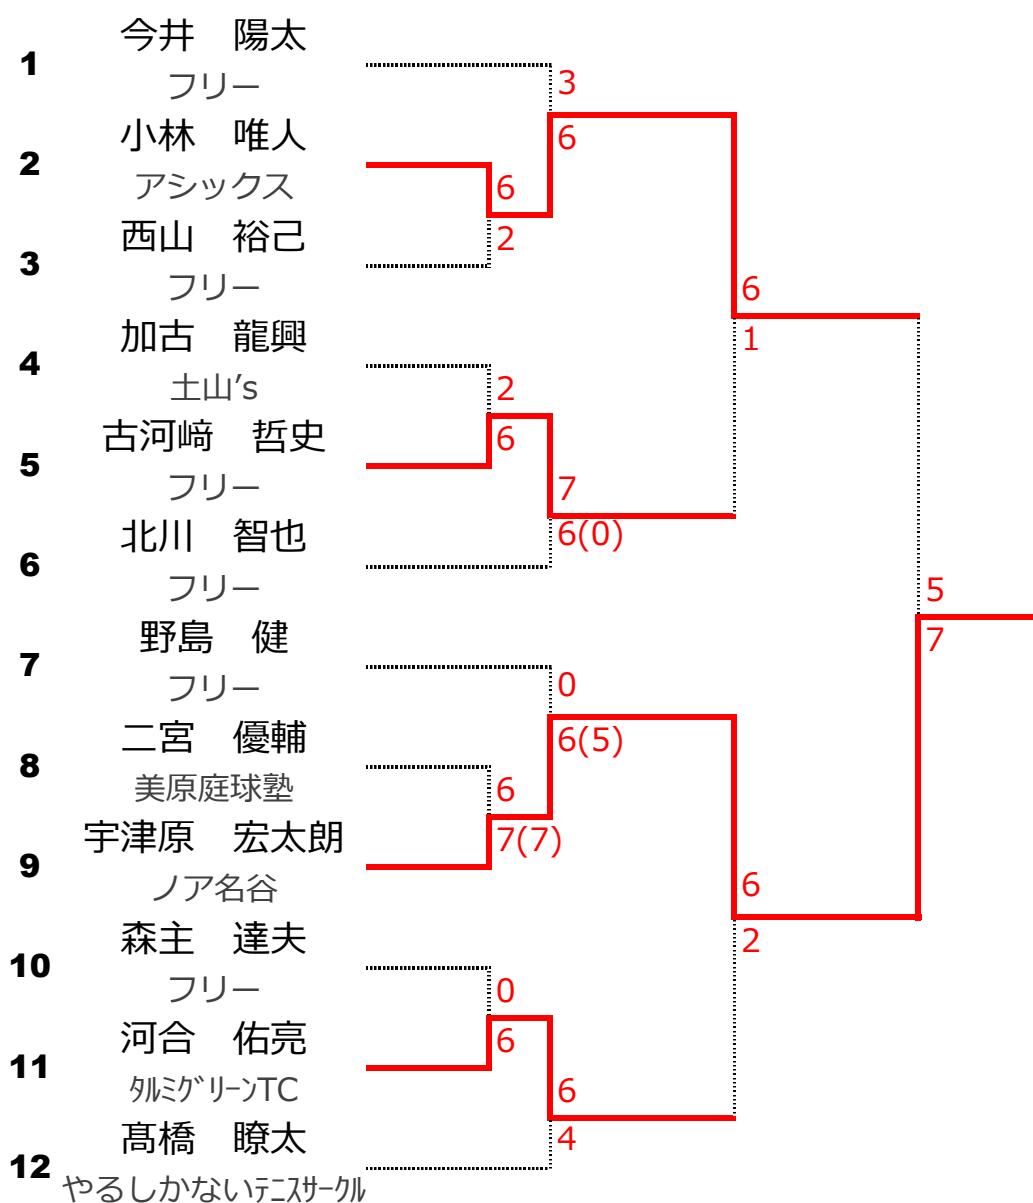 今井　陽太
1
フリー
3
小林　唯人
6
2
アシックス
6
西山　裕己
2
3
フリー
6
加古　龍興
1
4
土山's
2
古河﨑　哲史
6
5
フリー
7
北川　智也
6(0)
6
フリー
5
野島　健
7
7
フリー
0
二宮　優輔
6(5)
8
美原庭球塾
6
宇津原　宏太朗
7(7)
9
ノア名谷
6
森主　達夫
2
10
フリー
0
河合　佑亮
6
11
ﾀﾙﾐｸﾞﾘｰﾝTC
6
髙橋　瞭太
4
12
やるしかないﾃﾆｽｻｰｸﾙ